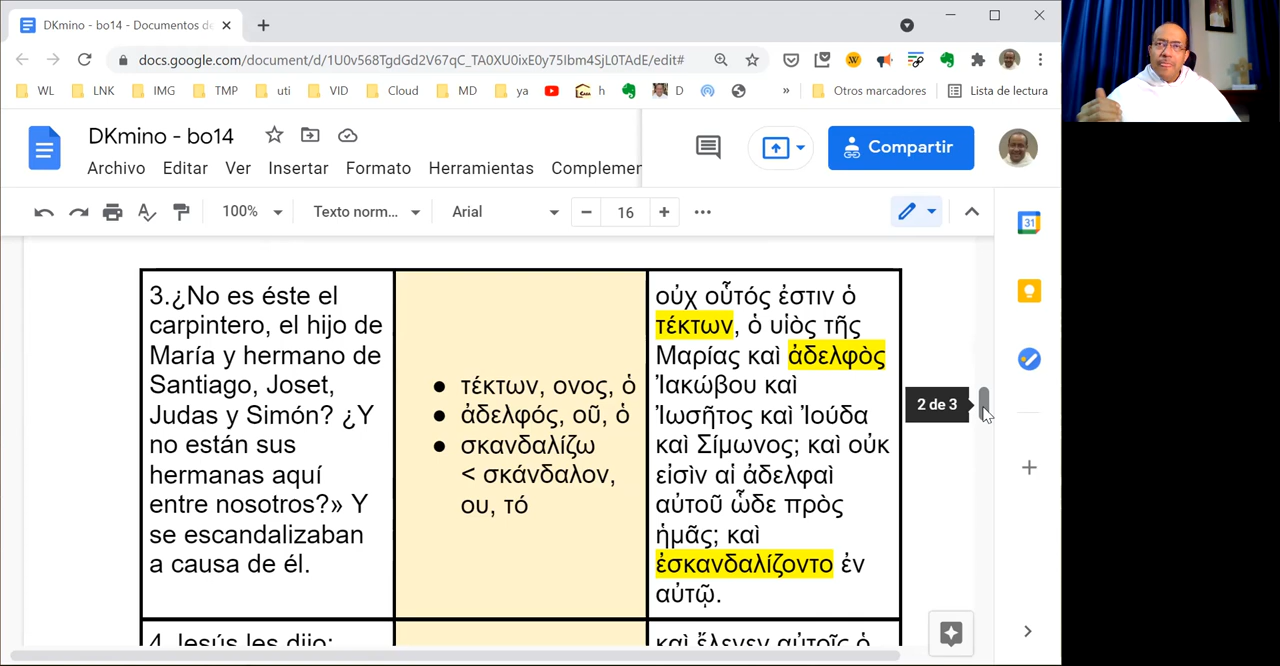 DKmino - bo14 - Documentos de
docs.google.com/document/d/1U0v568TgdGd2V67QC_TA0XU0ixE0y75Ibm4SjL0TAdE/edit#
WL LNK IMG TMP uti VID Cloud MD ya h D » Otros marcadores Lista de lectura
DKmino - bo14
Compartir
Archivo Editar Ver Insertar Formato Herramientas Complemen
100% Texto norm... Arial 16
31
3.¿No es éste el
carpintero, el hijo de
María y hermano de
Santiago, Joset,
Judas y Simón? ¿Y
no están sus
hermanas aquí
entre nosotros?» Y
se escandalizaban
a causa de él.
● τέκτων, ονος, ὁ
● ἀδελφός, οῦ, ὁ
● σκανδαλίζω
< σκάνδαλον,
ου, τό
οὐχ οὗτός ἐστιν ὁ
τέκτων, ὁ υἱὸς τῆς
Μαρίας καὶ ἀδελφὸς
Ἰακώβου καὶ
Ἰωσῆτος καὶ Ἰούδα
καὶ Σίμωνος; καὶ οὐκ
εἰσὶν αἱ ἀδελφαὶ
αὐτοῦ ὧδε πρὸς
ἡμᾶς; καὶ
ἐσκανδαλίζοντο ἐν
αὐτῷ.
2 de 3
4. Jesús les dijo:
καὶ ἔλεγεν αὐτοῖς ὁ